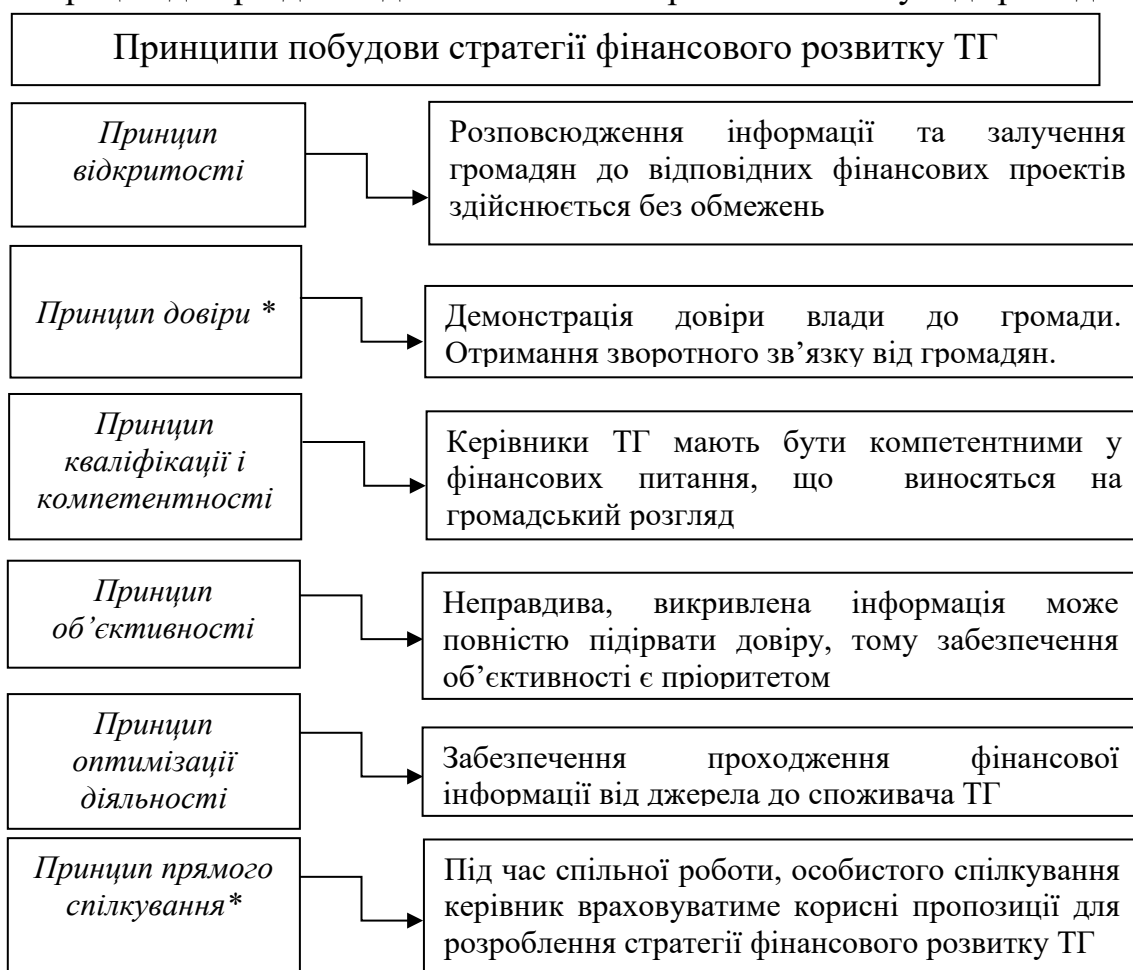 Принципи побудови стратегії фінансового розвитку ТГ
Принцип
відкритості
Розповсюдження інформації та залучення
громадян до відповідних фінансових проектів
здійснюється без обмежень
Принцип довіри *
Демонстрація довіри влади до громади.
Отримання зворотного зв’язку від громадян.
Принцип
кваліфікації і
компетентності
Керівники ТГ мають бути компетентними у
фінансових питання, що виносяться на
громадський розгляд
Принцип
об’єктивності
Неправдива, викривлена інформація може
повністю підірвати довіру, тому забезпечення
об’єктивності є пріоритетом
Принцип
оптимізації
діяльності
Забезпечення проходження фінансової
інформації від джерела до споживача ТГ
Принцип прямого
спілкування*
Під час спільної роботи, особистого спілкування
керівник враховуватиме корисні пропозиції для
розроблення стратегії фінансового розвитку ТГ